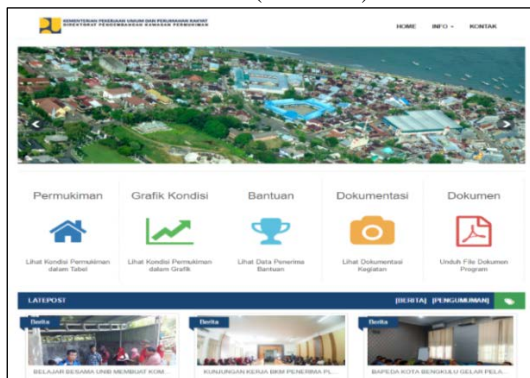 KEMENTERIAN PEKERJAAN UMUM DAN PERUMAHAN RAKYAT
DIREKTORAT PENGEMBANGAN KAWASAN PERMUKIMAN
HOME INFO KONTAK
Permukiman
Lihat Kondisi Permukiman
dalam Tabel
Grafik Kondisi
Lihat Kondisi Permukiman
dalam Grafik
Bantuan
Lihat Data Penerima
Bantuan
Dokumentasi
Lihat Dokumentasi
Kegiatan
Dokumen
Unduh File Dokumen
Program
LATEPOST [BERITA] [PENGUMUMAN]
Berita
BELAJAR BESAMA UNIB MEMBUAT KOM...
Berita
KUNJUNGAN KERJA BKM PENERIMA PL...
Berita
BAPEDA KOTA BENGKULU GELAR PELA...